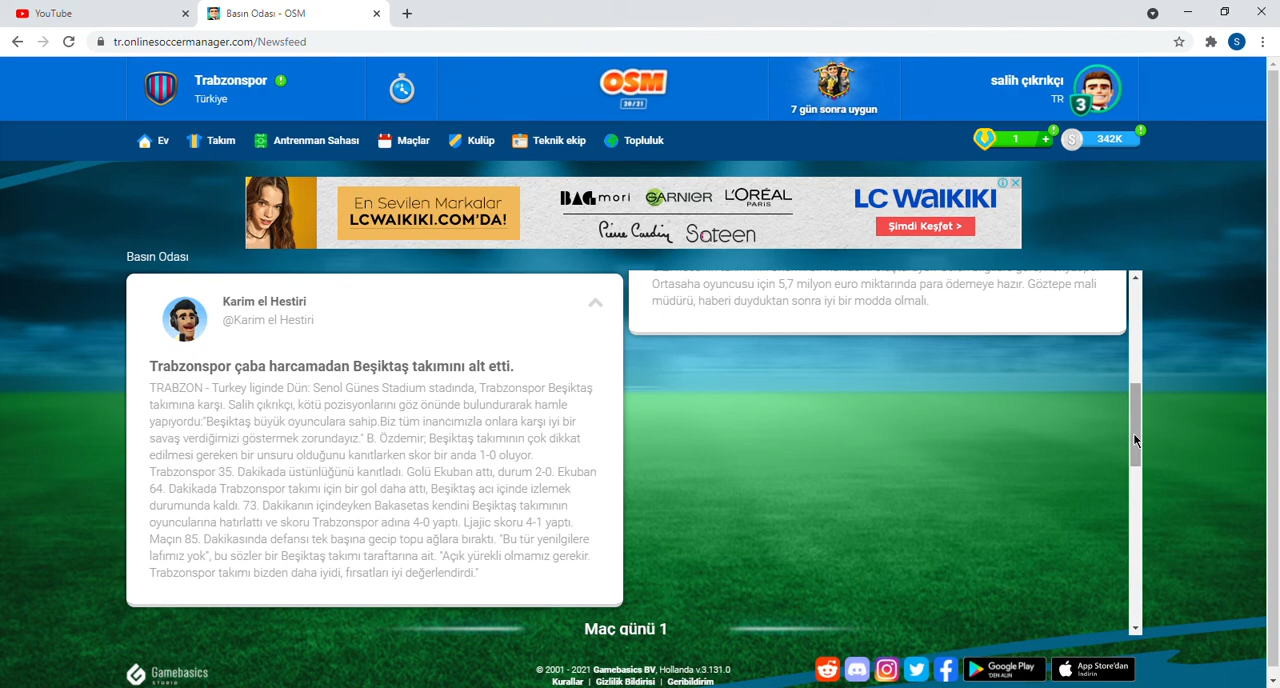 YouTube
Basın Odası - OSM
tr.onlinesoccermanager.com/Newsfeed
S
Trabzonspor
Türkiye
OSM
20/21
7 gün sonra uygun
salih çıkrıkçı
TR
3
Ev
Takım
Antrenman Sahası
Maçlar
Kulüp
Teknik ekip
Topluluk
1 +
S 342K
En Sevilen Markalar
LCWAIKIKI.COM'DA!
BAGmori GARNIER L'ORÉAL PARIS
Pierre Cardin Sateen
LC WAIKIKI
Şimdi Keşfet >
Basın Odası
Karim el Hestiri
@Karim el Hestiri
Trabzonspor çaba harcamadan Beşiktaş takımını alt etti.
TRABZON - Turkey liginde Dün: Senol Günes Stadium stadında, Trabzonspor Beşiktaş
takımına karşı. Salih çıkrıkçı, kötü pozisyonlarını göz önünde bulundurarak hamle
yapıyordu:"Beşiktaş büyük oyunculara sahip.Biz tüm inancımızla onlara karşı iyi bir
savaş verdiğimizi göstermek zorundayız." B. Özdemir; Beşiktaş takımının çok dikkat
edilmesi gereken bir unsuru olduğunu kanıtlarken skor bir anda 1-0 oluyor.
Trabzonspor 35. Dakikada üstünlüğünü kanıtladı. Golü Ekuban attı, durum 2-0. Ekuban
64. Dakikada Trabzonspor takımı için bir gol daha attı, Beşiktaş acı içinde izlemek
durumunda kaldı. 73. Dakikanın içindeyken Bakasetas kendini Beşiktaş takımının
oyuncularına hatırlattı ve skoru Trabzonspor adına 4-0 yaptı. Ljajic skoru 4-1 yaptı.
Maçın 85. Dakikasında defansı tek başına gecip topu ağlara bıraktı. "Bu tür yenilgilere
lafımız yok", bu sözler bir Beşiktaş takımı taraftarına ait. "Açık yürekli olmamız gerekir.
Trabzonspor takımı bizden daha iyidi, fırsatları iyi değerlendirdi."
Ortasaha oyuncusu için 5,7 milyon euro miktarında para ödemeye hazır. Göztepe mali
müdürü, haberi duyduktan sonra iyi bir modda olmalı.
Maç günü 1
Gamebasics
STUDIO
© 2001 - 2021 Gamebasics BV, Hollanda v.3.131.0
Kurallar | Gizlilik Bildirisi | Geribildirim
Google Play
'DEN ALIN
App Store'dan
İndirin